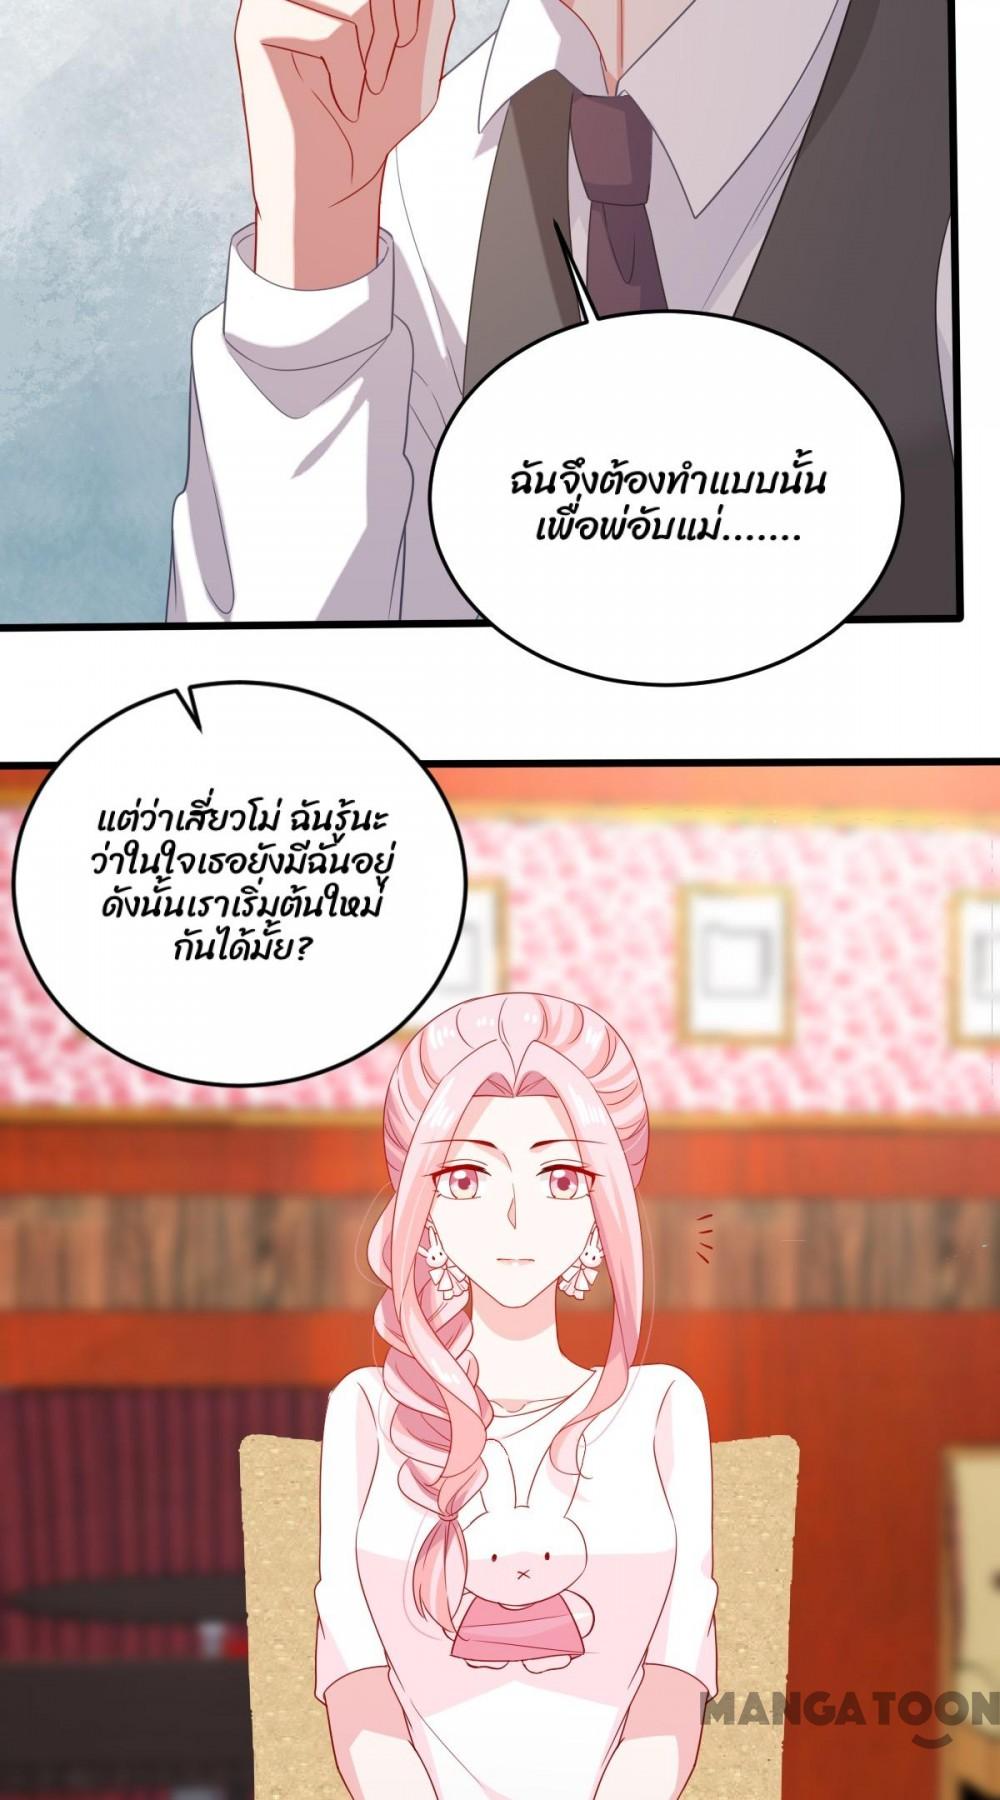 ฉันจึงต้องทำแบบนั้น
เพื่อพ่อับแม่.......
แต่ว่าเสี่ยวโม่ ฉันรู้นะ
ว่าในใจเธอยังมีฉันอยู่
ดังนั้นเราเริ่มต้นใหม่
กันได้มั้ย?
MANGATOON